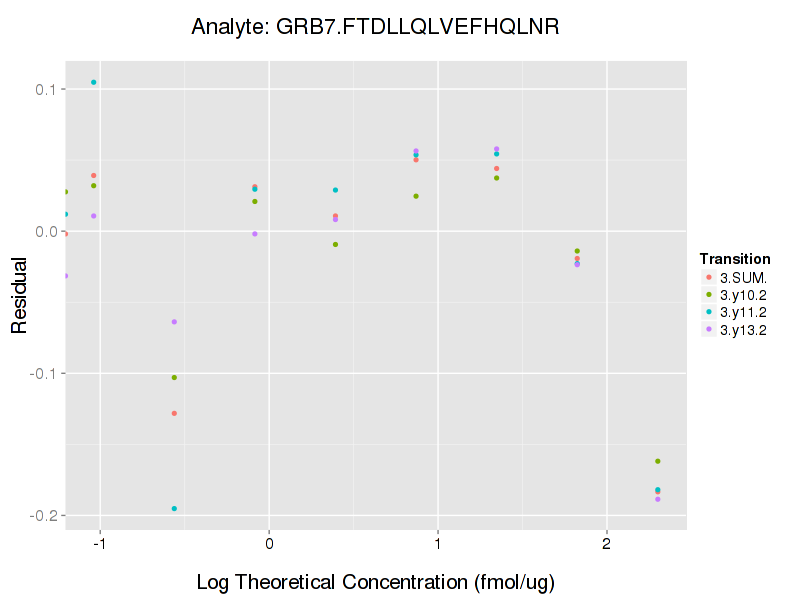 Analyte: GRB7.FTDLLQLVEFHQLNR
0.1
0.0
-0.1
-0.2
Residual
-1
0
1
2
Log Theoretical Concentration (fmol/ug)
Transition
3.SUM.
3.y10.2
3.y11.2
3.y13.2